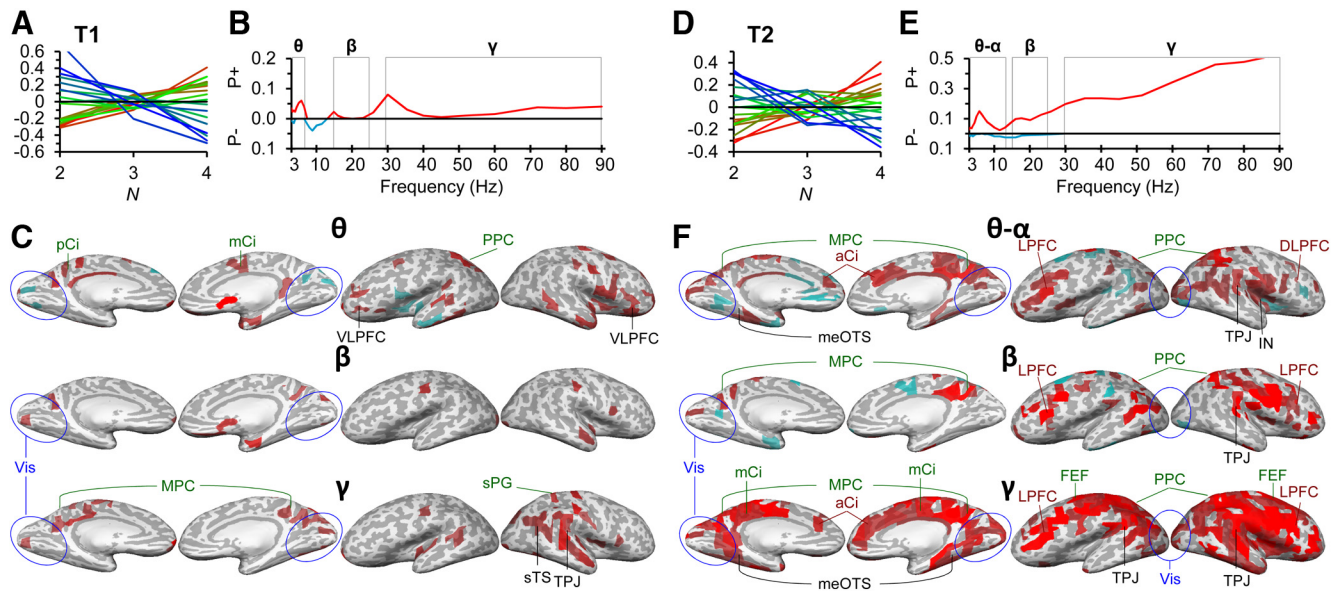 A T1
0.6
0.4
0.2
0
-0.2
-0.4
-0.6
2 3 4
N
B
θ β γ
P+
P-
0.2
0.1
0.0
0.1
3 10 20 30 40 50 60 70 80 90
Frequency (Hz)
D T2
0.4
0.2
0
-0.2
-0.4
2 3 4
N
E
θ-α β γ
P+
P-
0.5
0.3
0.1
0.1
3 10 20 30 40 50 60 70 80 90
Frequency (Hz)
C
pCi mCi θ PPC
VLPFC VLPFC
β
Vis
MPC γ sPG
sTS TPJ
F
MPC
aCi
θ-α
LPFC PPC DLPFC
meOTS
TPJ IN
MPC β
LPFC PPC LPFC
Vis
TPJ
mCi MPC mCi
aCi
γ
LPFC FEF PPC FEF LPFC
meOTS
TPJ Vis TPJ